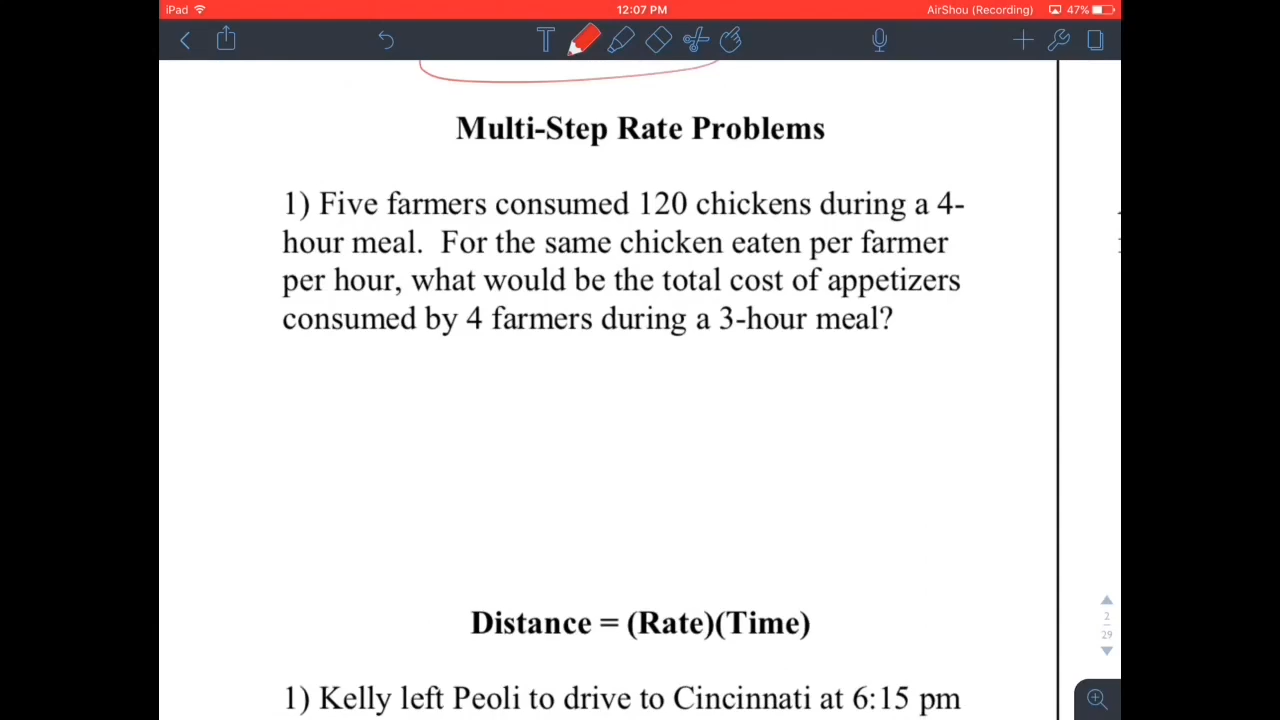 iPad 12:07 PM AirShou (Recording) 47%
T
Multi-Step Rate Problems
1) Five farmers consumed 120 chickens during a 4-
hour meal.  For the same chicken eaten per farmer
per hour, what would be the total cost of appetizers
consumed by 4 farmers during a 3-hour meal?
2
29
Distance = (Rate)(Time)
1) Kelly left Peoli to drive to Cincinnati at 6:15 pm